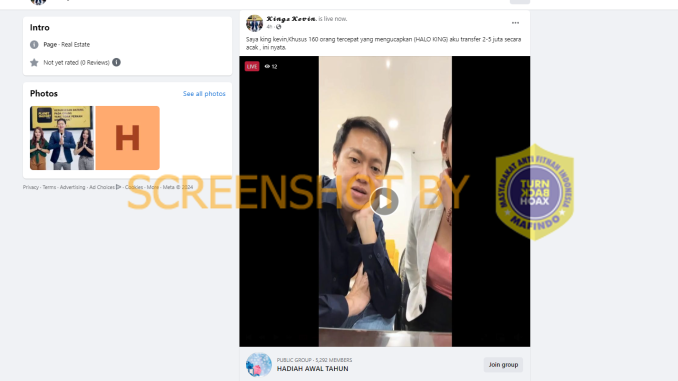 Intro
Page · Real Estate
Not yet rated (0 Reviews)
Photos
See all photos
H
Privacy · Terms · Advertising · Ad Choices · Cookies · More · Meta © 2024
Kingz Kevin. is live now.
4h ·
Saya king kevin,Khusus 160 orang tercepat yang mengucapkan (HALO KING) aku transfer 2-5 juta secara
acak , ini nyata.
LIVE
12
SCREENSHOT BY
MASYARAKAT ANTI FITNAH INDONESIA
TURN
BACK
HOAX
MAFINDO
PUBLIC GROUP · 5,292 MEMBERS
HADIAH AWAL TAHUN
Join group